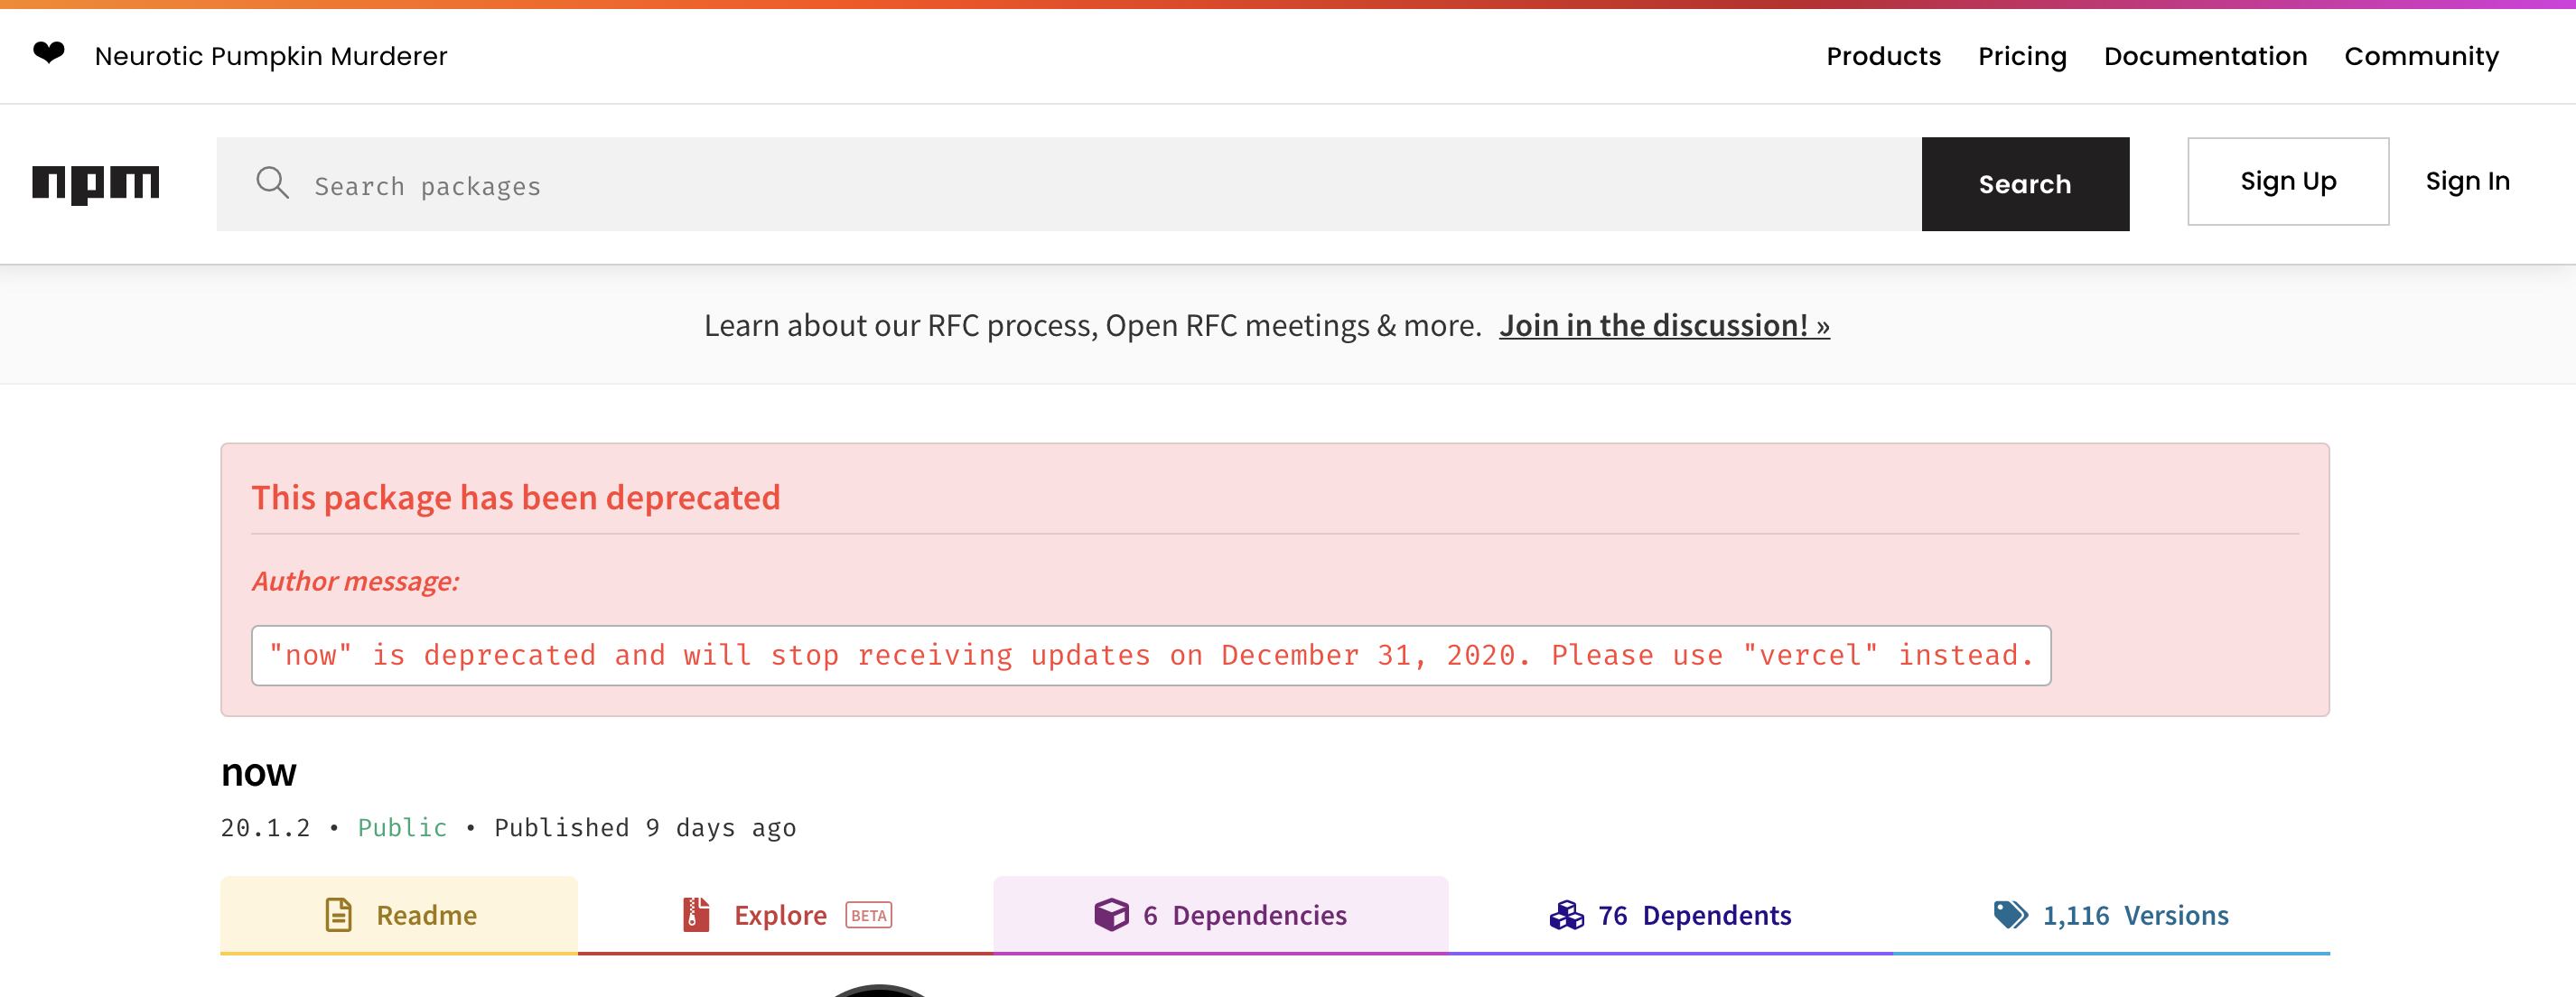 ❤ Neurotic Pumpkin Murderer
Products Pricing Documentation Community
npm
Search packages
Search
Sign Up
Sign In
Learn about our RFC process, Open RFC meetings & more. Join in the discussion! »
This package has been deprecated
Author message:
"now" is deprecated and will stop receiving updates on December 31, 2020. Please use "vercel" instead.
now
20.1.2 • Public • Published 9 days ago
Readme
Explore BETA
6 Dependencies
76 Dependents
1,116 Versions